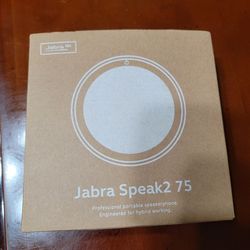 Jabra
Jabra Speak2 75
Professional portable speakerphone.
Engineered for hybrid working.